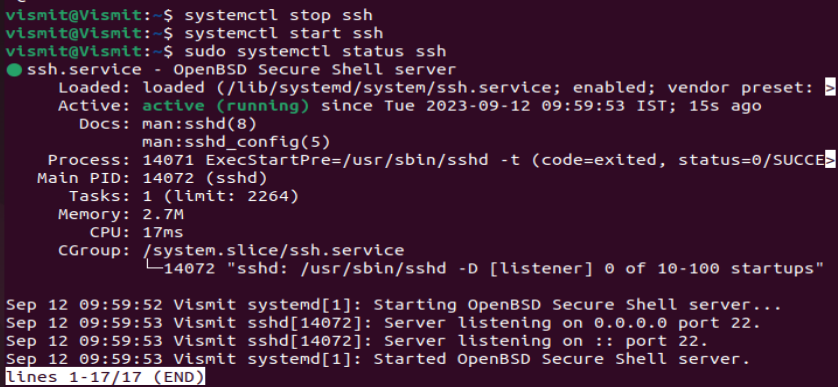 vismit@Vismit:~$ systemctl stop ssh
vismit@Vismit:~$ systemctl start ssh
vismit@Vismit:~$ sudo systemctl status ssh
● ssh.service - OpenBSD Secure Shell server
     Loaded: loaded (/lib/systemd/system/ssh.service; enabled; vendor preset: >
     Active: active (running) since Tue 2023-09-12 09:59:53 IST; 15s ago
       Docs: man:sshd(8)
             man:sshd_config(5)
    Process: 14071 ExecStartPre=/usr/sbin/sshd -t (code=exited, status=0/SUCCE>
   Main PID: 14072 (sshd)
      Tasks: 1 (limit: 2264)
     Memory: 2.7M
        CPU: 17ms
     CGroup: /system.slice/ssh.service
             └─14072 "sshd: /usr/sbin/sshd -D [listener] 0 of 10-100 startups"

Sep 12 09:59:52 Vismit systemd[1]: Starting OpenBSD Secure Shell server...
Sep 12 09:59:53 Vismit sshd[14072]: Server listening on 0.0.0.0 port 22.
Sep 12 09:59:53 Vismit sshd[14072]: Server listening on :: port 22.
Sep 12 09:59:53 Vismit systemd[1]: Started OpenBSD Secure Shell server.
lines 1-17/17 (END)